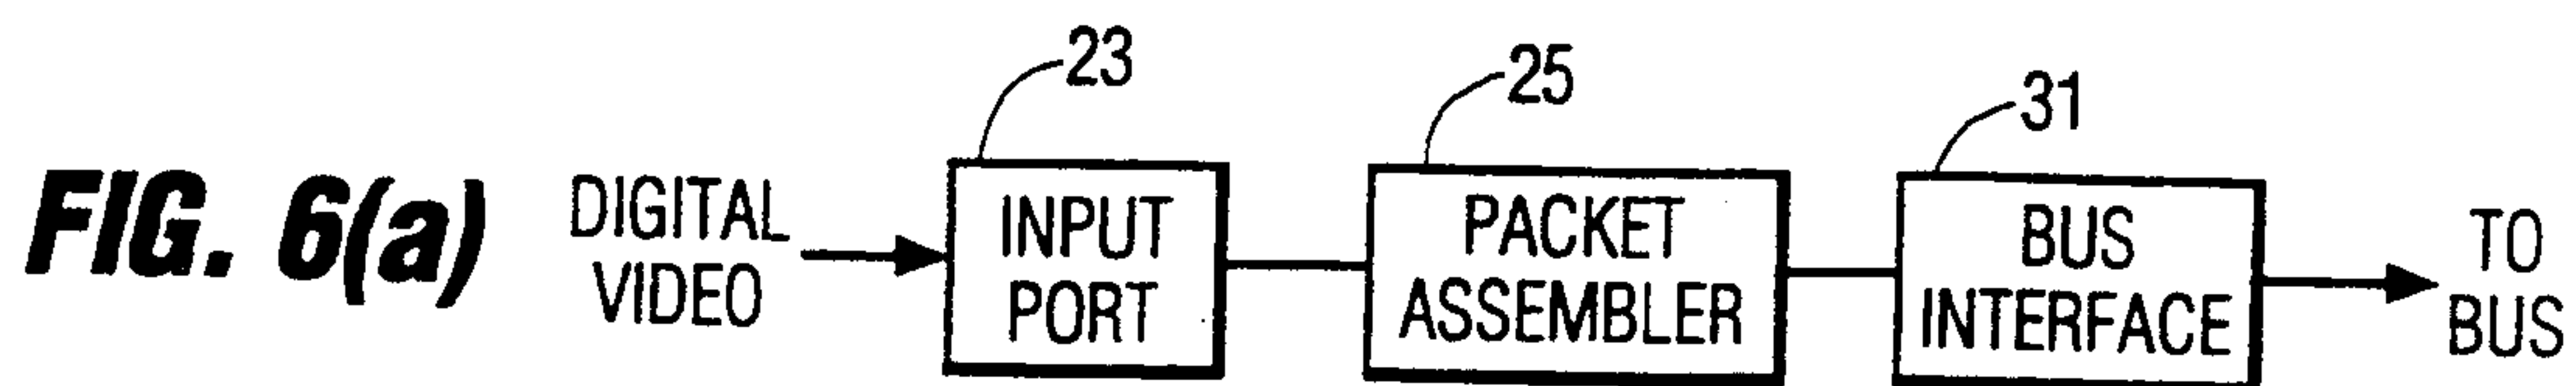 FIG. 6(a)
DIGITAL
VIDEO
23
INPUT
PORT
25
PACKET
ASSEMBLER
31
BUS
INTERFACE
TO
BUS